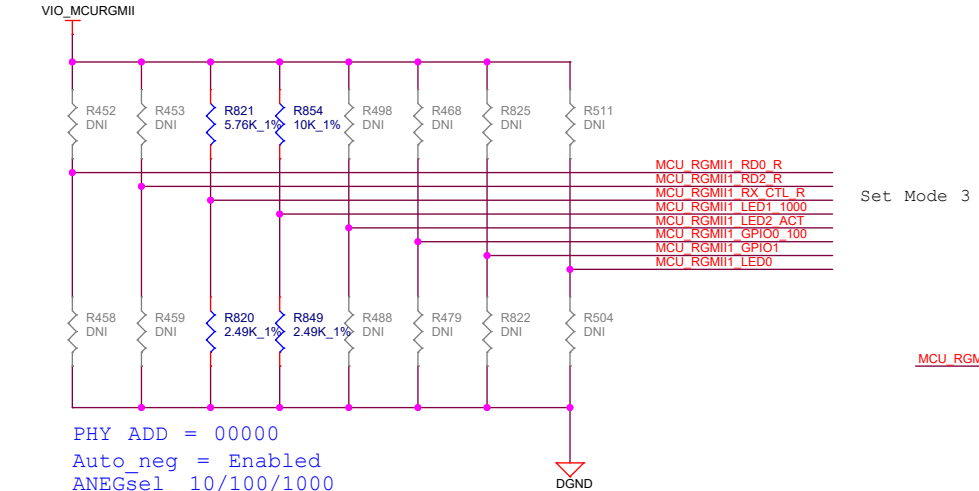 VIO_MCURGMII
R452
DNI
R453
DNI
R821
5.76K_1%
R854
10K_1%
R498
DNI
R468
DNI
R825
DNI
R511
DNI
MCU_RGMII1_RD0_R
MCU_RGMII1_RD2_R
MCU_RGMII1_RX_CTL_R
MCU_RGMII1_LED1_1000
MCU_RGMII1_LED2_ACT
MCU_RGMII1_GPIO0_100
MCU_RGMII1_GPIO1
MCU_RGMII1_LED0
Set Mode 3
R458
DNI
R459
DNI
R820
2.49K_1%
R849
2.49K_1%
R488
DNI
R479
DNI
R822
DNI
R504
DNI
MCU_RGM
PHY ADD = 00000
Auto_neg = Enabled
ANEGsel 10/100/1000
DGND